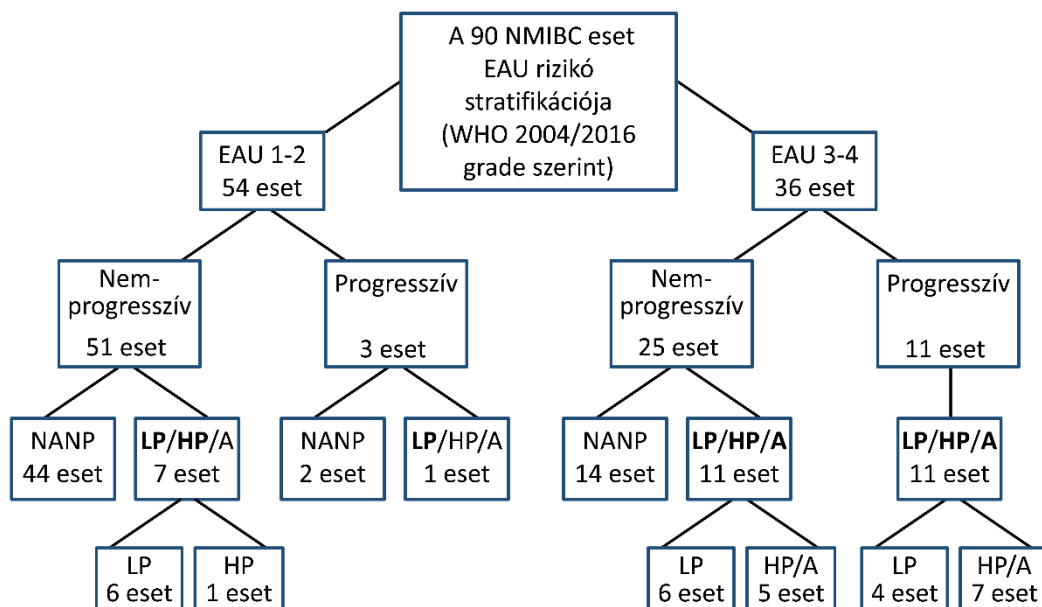 A 90 NMIBC eset
EAU rizikó
stratifikációja
(WHO 2004/2016
grade szerint)
EAU 1-2
54 eset
EAU 3-4
36 eset
Nem-
progresszív
51 eset
Progresszív
3 eset
Nem-
progresszív
25 eset
Progresszív
11 eset
NANP
44 eset
LP/HP/A
7 eset
NANP
2 eset
LP/HP/A
1 eset
NANP
14 eset
LP/HP/A
11 eset
LP/HP/A
11 eset
LP
6 eset
HP
1 eset
LP
6 eset
HP/A
5 eset
LP
4 eset
HP/A
7 eset